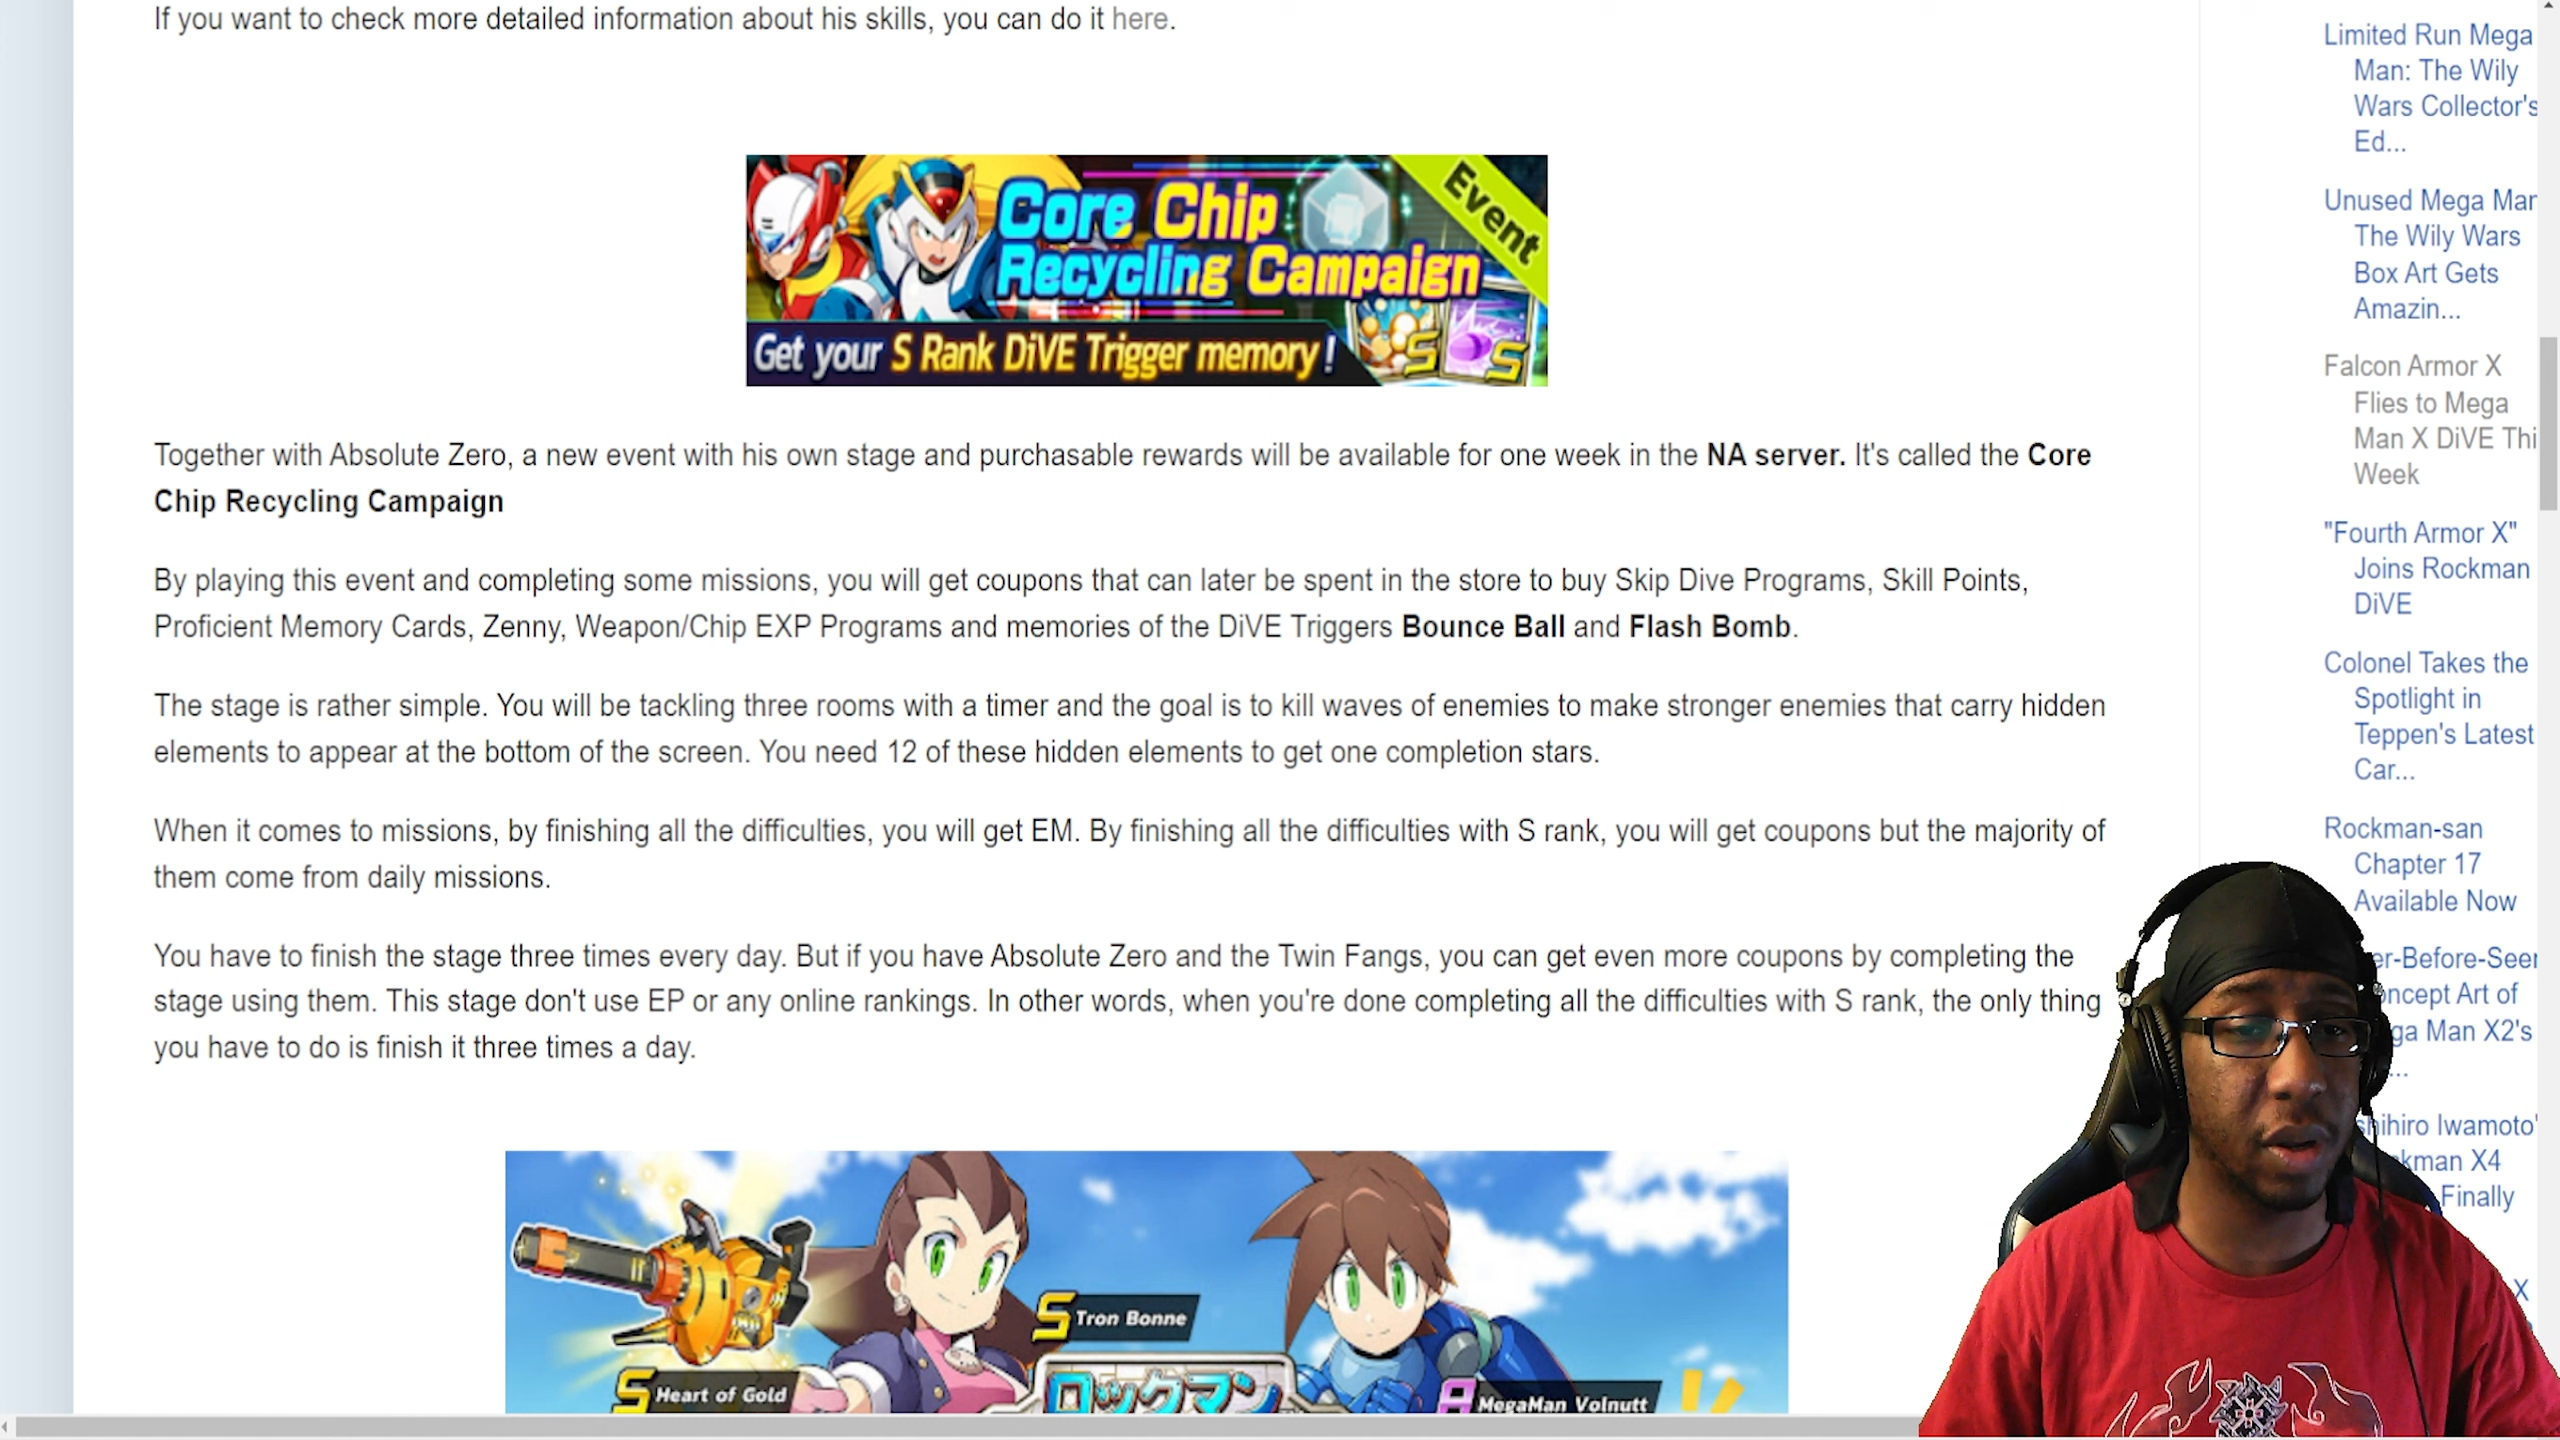 If you want to check more detailed information about his skills, you can do it here.
Core Chip
Recycling Campaign
Event
Get your S Rank DiVE Trigger memory!
S
S
Together with Absolute Zero, a new event with his own stage and purchasable rewards will be available for one week in the NA server. It's called the Core
Chip Recycling Campaign
By playing this event and completing some missions, you will get coupons that can later be spent in the store to buy Skip Dive Programs, Skill Points,
Proficient Memory Cards, Zenny, Weapon/Chip EXP Programs and memories of the DiVE Triggers Bounce Ball and Flash Bomb.
The stage is rather simple. You will be tackling three rooms with a timer and the goal is to kill waves of enemies to make stronger enemies that carry hidden
elements to appear at the bottom of the screen. You need 12 of these hidden elements to get one completion stars.
When it comes to missions, by finishing all the difficulties, you will get EM. By finishing all the difficulties with S rank, you will get coupons but the majority of
them come from daily missions.
You have to finish the stage three times every day. But if you have Absolute Zero and the Twin Fangs, you can get even more coupons by completing the
stage using them. This stage don't use EP or any online rankings. In other words, when you're done completing all the difficulties with S rank, the only thing
you have to do is finish it three times a day.
S Tron Bonne
S Heart of Gold
ロックマン
A MegaMan Volnutt
Limited Run Mega
Man: The Wily
Wars Collector's
Ed...
Unused Mega Man
The Wily Wars
Box Art Gets
Amazin...
Falcon Armor X
Flies to Mega
Man X DiVE Thi
Week
"Fourth Armor X"
Joins Rockman
DiVE
Colonel Takes the
Spotlight in
Teppen's Latest
Car...
Rockman-san
Chapter 17
Available Now
er-Before-Seen
ncept Art of
ga Man X2's
...
hihiro Iwamoto'
kman X4
Finally
X